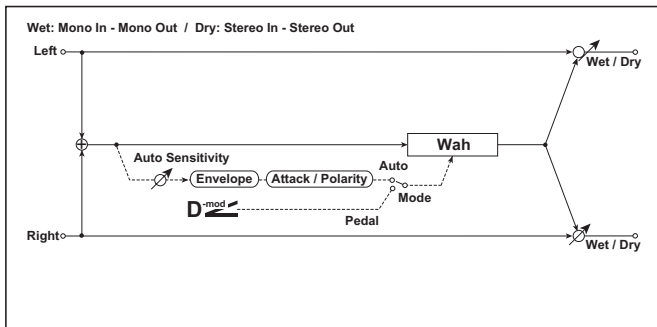 Wet: Mono In - Mono Out / Dry: Stereo In - Stereo Out
Left
Wet / Dry
Wah
Auto Sensitivity
Auto
Envelope
Attack / Polarity
Mode
D-mod
Pedal
Right
Wet / Dry